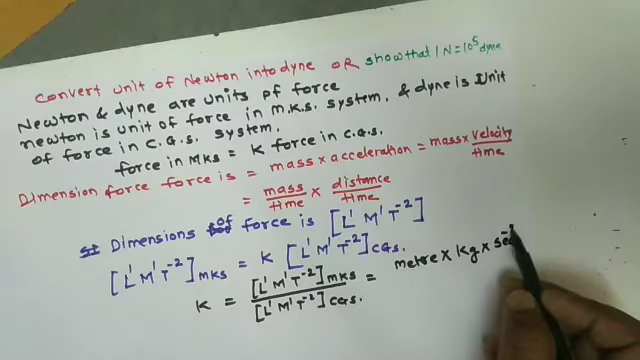 Convert unit of Newton into dyne OR show that 1 N = 10⁵ dyne
Newton & dyne are units of force
newton is unit of force in M.K.S. system, & dyne is unit
of force in C.G.S. system.
force in MKS = K force in C.G.S.
Dimension force force is = mass × acceleration = mass × velocity/time
= mass/time × distance/time
Dimensions of force is [L¹ M¹ T⁻²]
[L¹ M¹ T⁻²] MKS = K [L¹ M¹ T⁻²] CGS.
K = [L¹ M¹ T⁻²] MKS / [L¹ M¹ T⁻²] CGS. = metre × kg × sec⁻